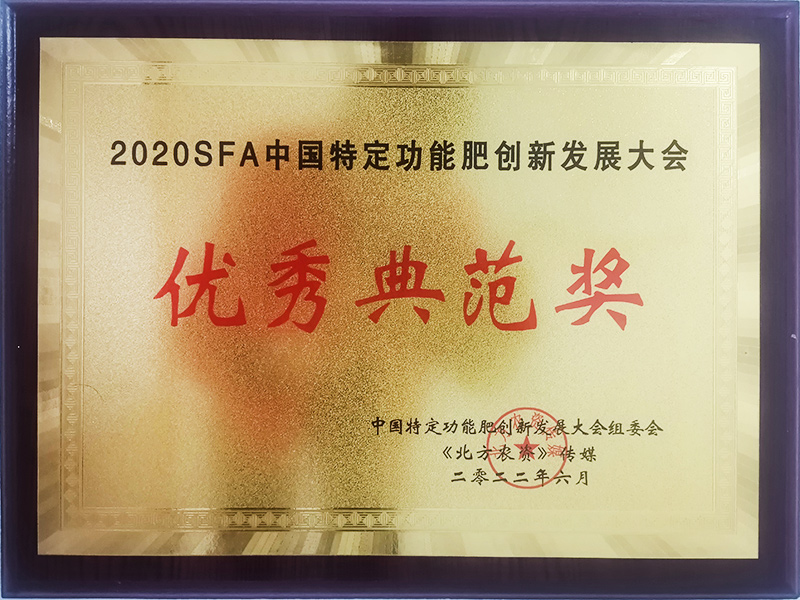 2020SFA中国特定功能肥创新发展大会
优秀典范奖
中国特定功能肥创新发展大会组委会
《北方农资》传媒
二零二二年六月